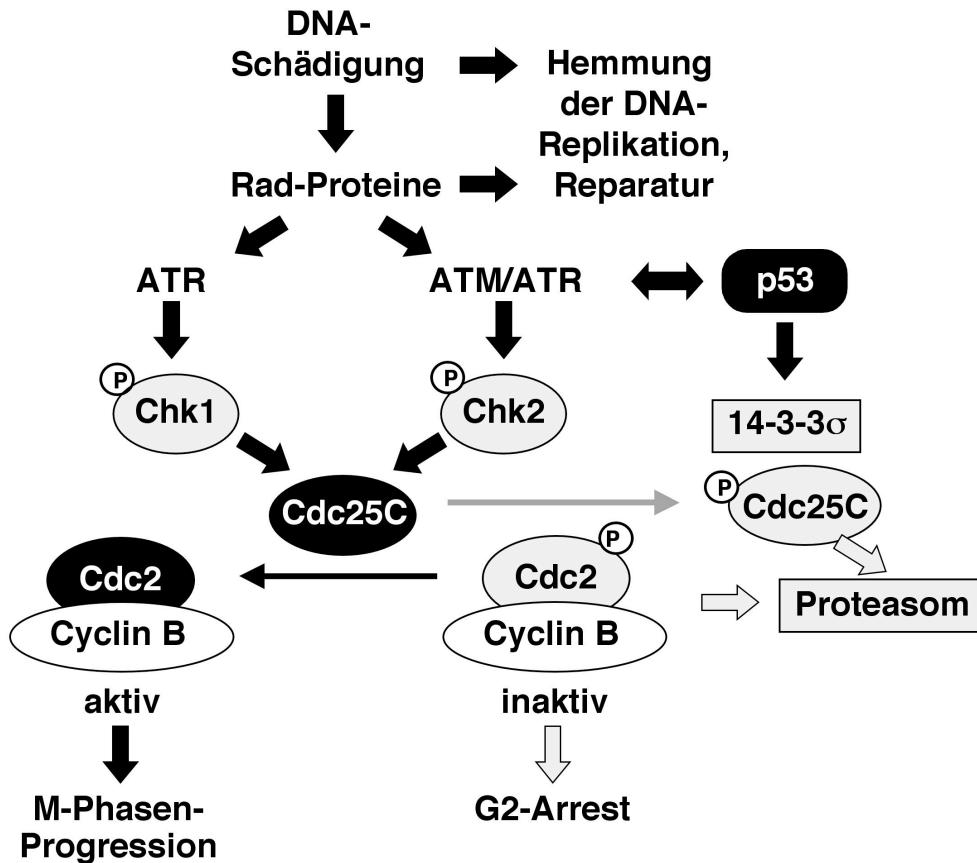 DNA-
Schädigung
Hemmung
der DNA-
Replikation,
Reparatur
Rad-Proteine
ATR
ATM/ATR
p53
P
Chk1
P
Chk2
14-3-3σ
Cdc25C
P
Cdc25C
P
Cdc2
Cyclin B
aktiv
Cdc2
Cyclin B
inaktiv
Proteasom
M-Phasen-
Progression
G2-Arrest